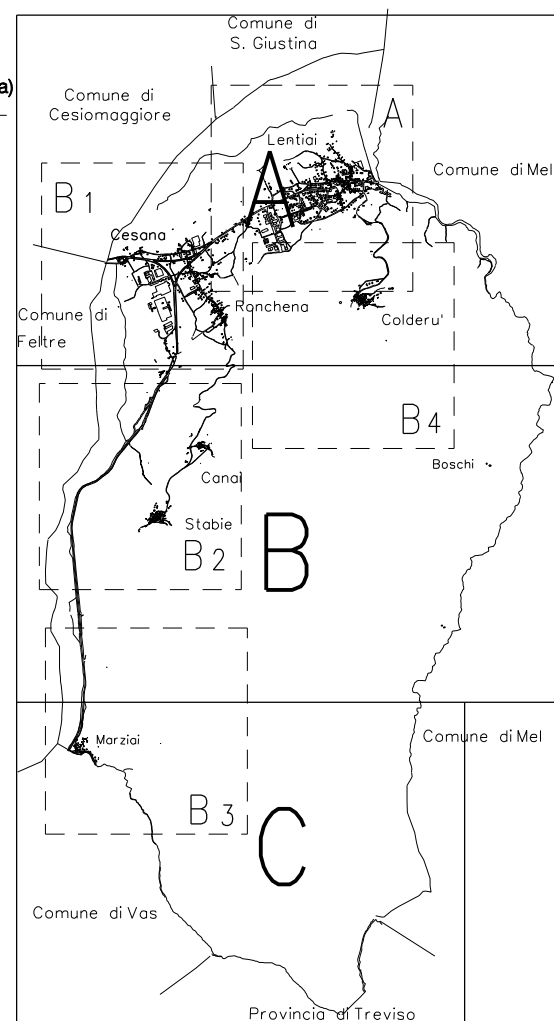 Comune di
S. Giustina
a)
Comune di
Cesiomaggiore
A
Lentiai
A
Comune di Mel
B1
Cesana
Comune di
Feltre
Ronchena
Colderu'
B4
Boschi
Canai
Stabie
B2
B
Marziai
Comune di Mel
B3
C
Comune di Vas
Provincia di Treviso